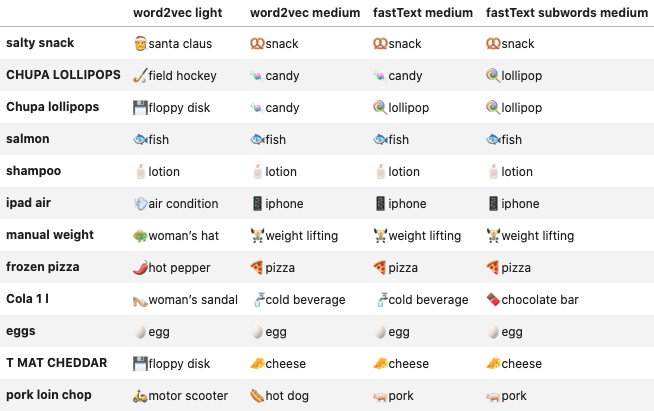 word2vec light word2vec medium fastText medium fastText subwords medium
salty snack 🎅santa claus 🥨snack 🥨snack 🥨snack
CHUPA LOLLIPOPS 🏑field hockey 🍬candy 🍬candy 🍭lollipop
Chupa lollipops 💾floppy disk 🍬candy 🍭lollipop 🍭lollipop
salmon 🐟fish 🐟fish 🐟fish 🐟fish
shampoo 🧴lotion 🧴lotion 🧴lotion 🧴lotion
ipad air 💨air condition 📱iphone 📱iphone 📱iphone
manual weight 👒woman's hat 🏋weight lifting 🏋weight lifting 🏋weight lifting
frozen pizza 🌶hot pepper 🍕pizza 🍕pizza 🍕pizza
Cola 1 l 👡woman's sandal 🚰cold beverage 🚰cold beverage 🍫chocolate bar
eggs 🥚egg 🥚egg 🥚egg 🥚egg
T MAT CHEDDAR 💾floppy disk 🧀cheese 🧀cheese 🧀cheese
pork loin chop 🛵motor scooter 🌭hot dog 🐖pork 🐖pork